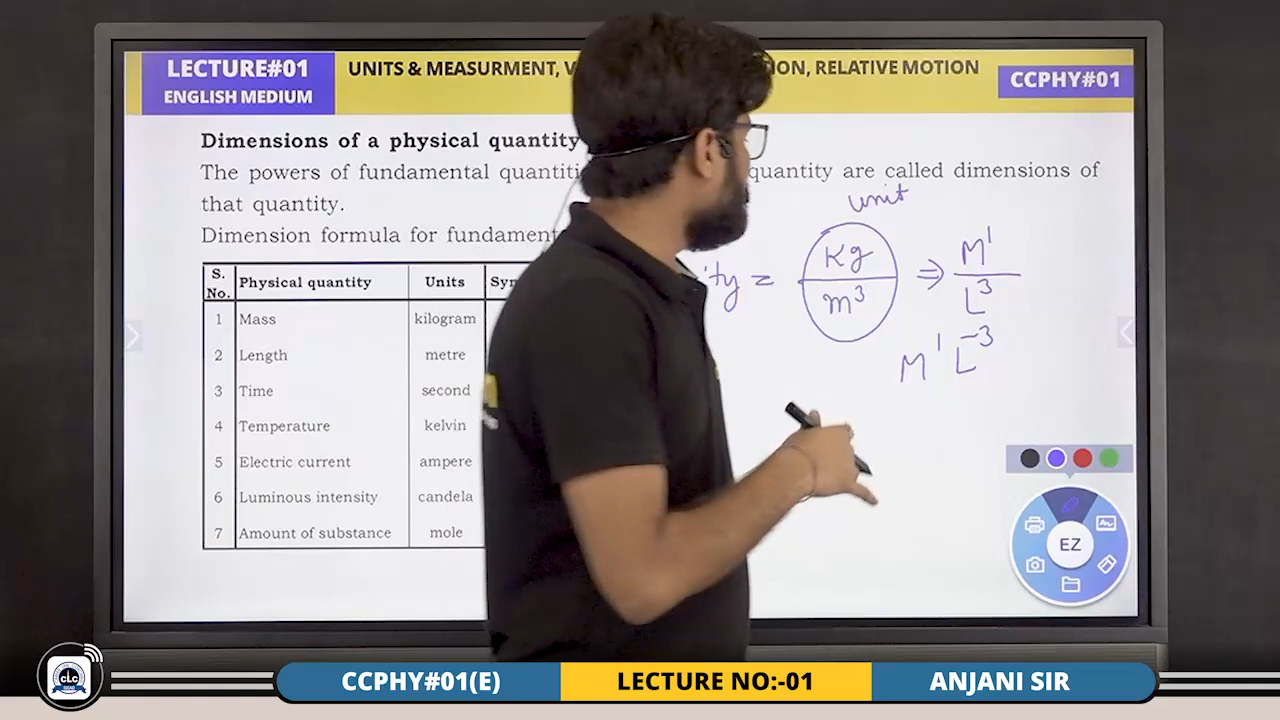 LECTURE#01
ENGLISH MEDIUM
UNITS & MEASURMENT, V ION, RELATIVE MOTION
CCPHY#01
Dimensions of a physical quantity
The powers of fundamental quantiti quantity are called dimensions of
that quantity.
Dimension formula for fundament
unit
ity = Kg/m³ ⇒ M¹/L³
M¹ L⁻³
S. No. Physical quantity Units Sy
1 Mass kilogram
2 Length metre
3 Time second
4 Temperature kelvin
5 Electric current ampere
6 Luminous intensity candela
7 Amount of substance mole
EZ
CLC
CCPHY#01(E)
LECTURE NO:-01
ANJANI SIR